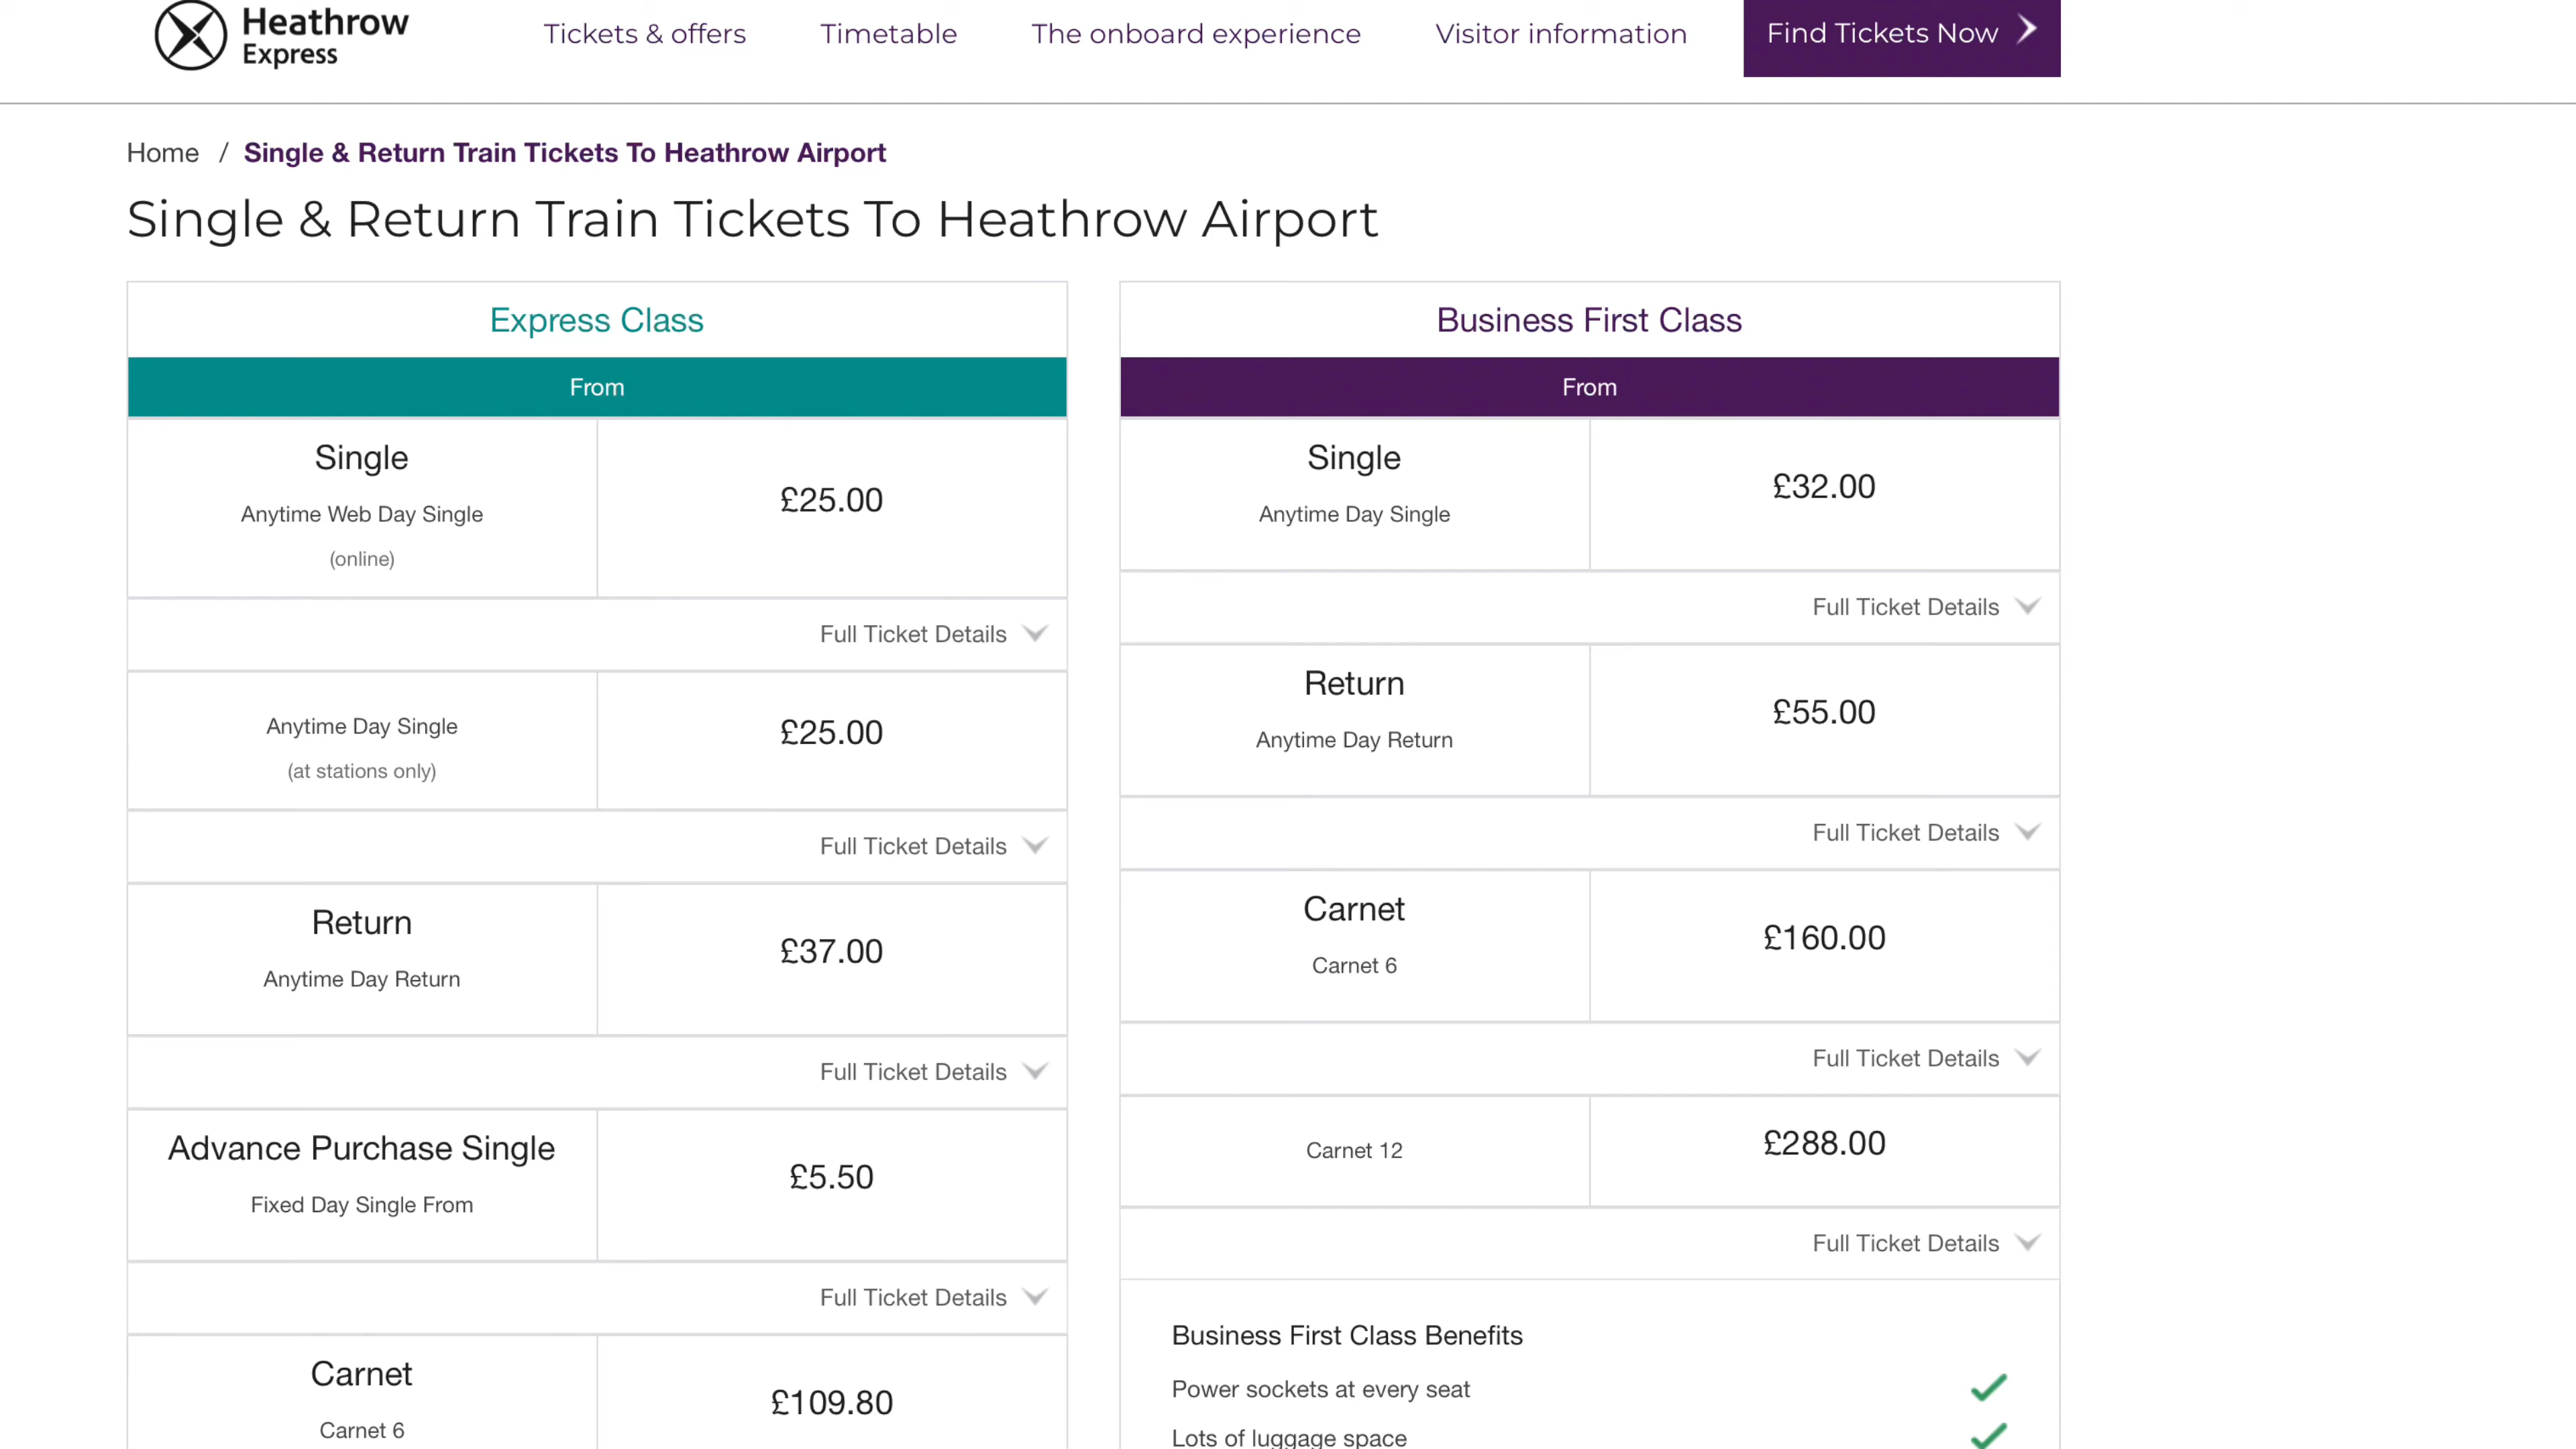 Heathrow
Express
Tickets & offers
Timetable
The onboard experience
Visitor information
Find Tickets Now
Home / Single & Return Train Tickets To Heathrow Airport
Single & Return Train Tickets To Heathrow Airport
Express Class
From
Single
Anytime Web Day Single
(online)
£25.00
Full Ticket Details
Anytime Day Single
(at stations only)
£25.00
Full Ticket Details
Return
Anytime Day Return
£37.00
Full Ticket Details
Advance Purchase Single
Fixed Day Single From
£5.50
Full Ticket Details
Carnet
Carnet 6
£109.80
Business First Class
From
Single
Anytime Day Single
£32.00
Full Ticket Details
Return
Anytime Day Return
£55.00
Full Ticket Details
Carnet
Carnet 6
£160.00
Full Ticket Details
Carnet 12
£288.00
Full Ticket Details
Business First Class Benefits
Power sockets at every seat
Lots of luggage space